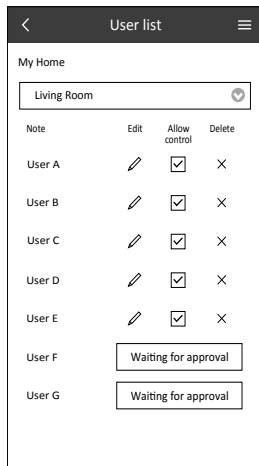 User list
My Home
Living Room
Note Edit Allow control Delete
User A
User B
User C
User D
User E
User F Waiting for approval
User G Waiting for approval